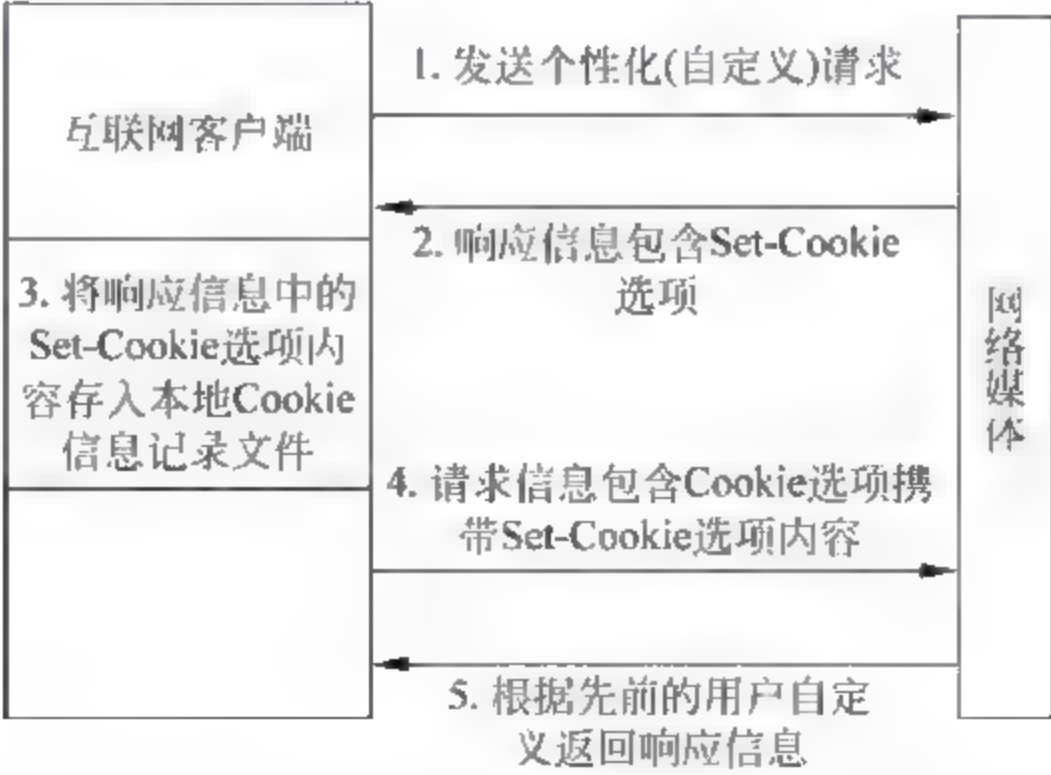 互联网客户端
1. 发送个性化(自定义)请求
2. 响应信息包含Set-Cookie
选项
3. 将响应信息中的
Set-Cookie选项内
容存入本地Cookie
信息记录文件
4. 请求信息包含Cookie选项携
带Set-Cookie选项内容
5. 根据先前的用户自定
义返回响应信息
网络媒体